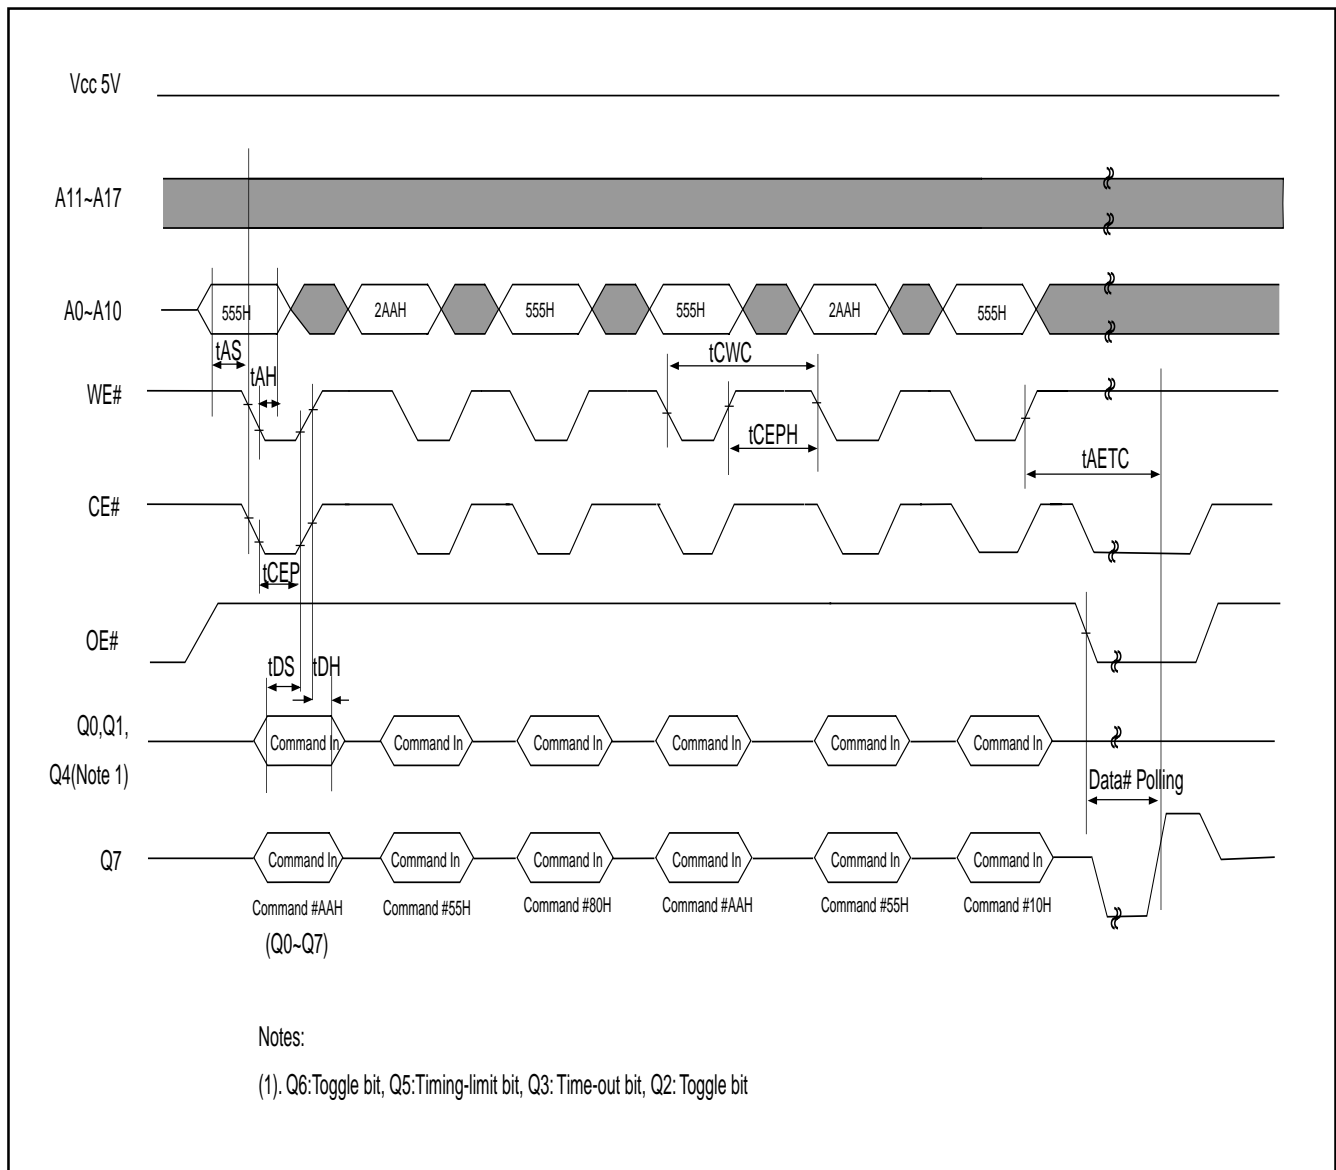 Vcc 5V
A11~A17
A0~A10
555H
2AAH
555H
555H
2AAH
555H
tAS
tAH
tCWC
WE#
tCEPH
tAETC
CE#
tCEP
OE#
tDS
tDH
Q0,Q1,
Q4(Note 1)
Command In
Command In
Command In
Command In
Command In
Command In
Data# Polling
Q7
Command In
Command In
Command In
Command In
Command In
Command In
Command #AAH
Command #55H
Command #80H
Command #AAH
Command #55H
Command #10H
(Q0~Q7)
Notes:
(1). Q6:Toggle bit, Q5:Timing-limit bit, Q3: Time-out bit, Q2: Toggle bit